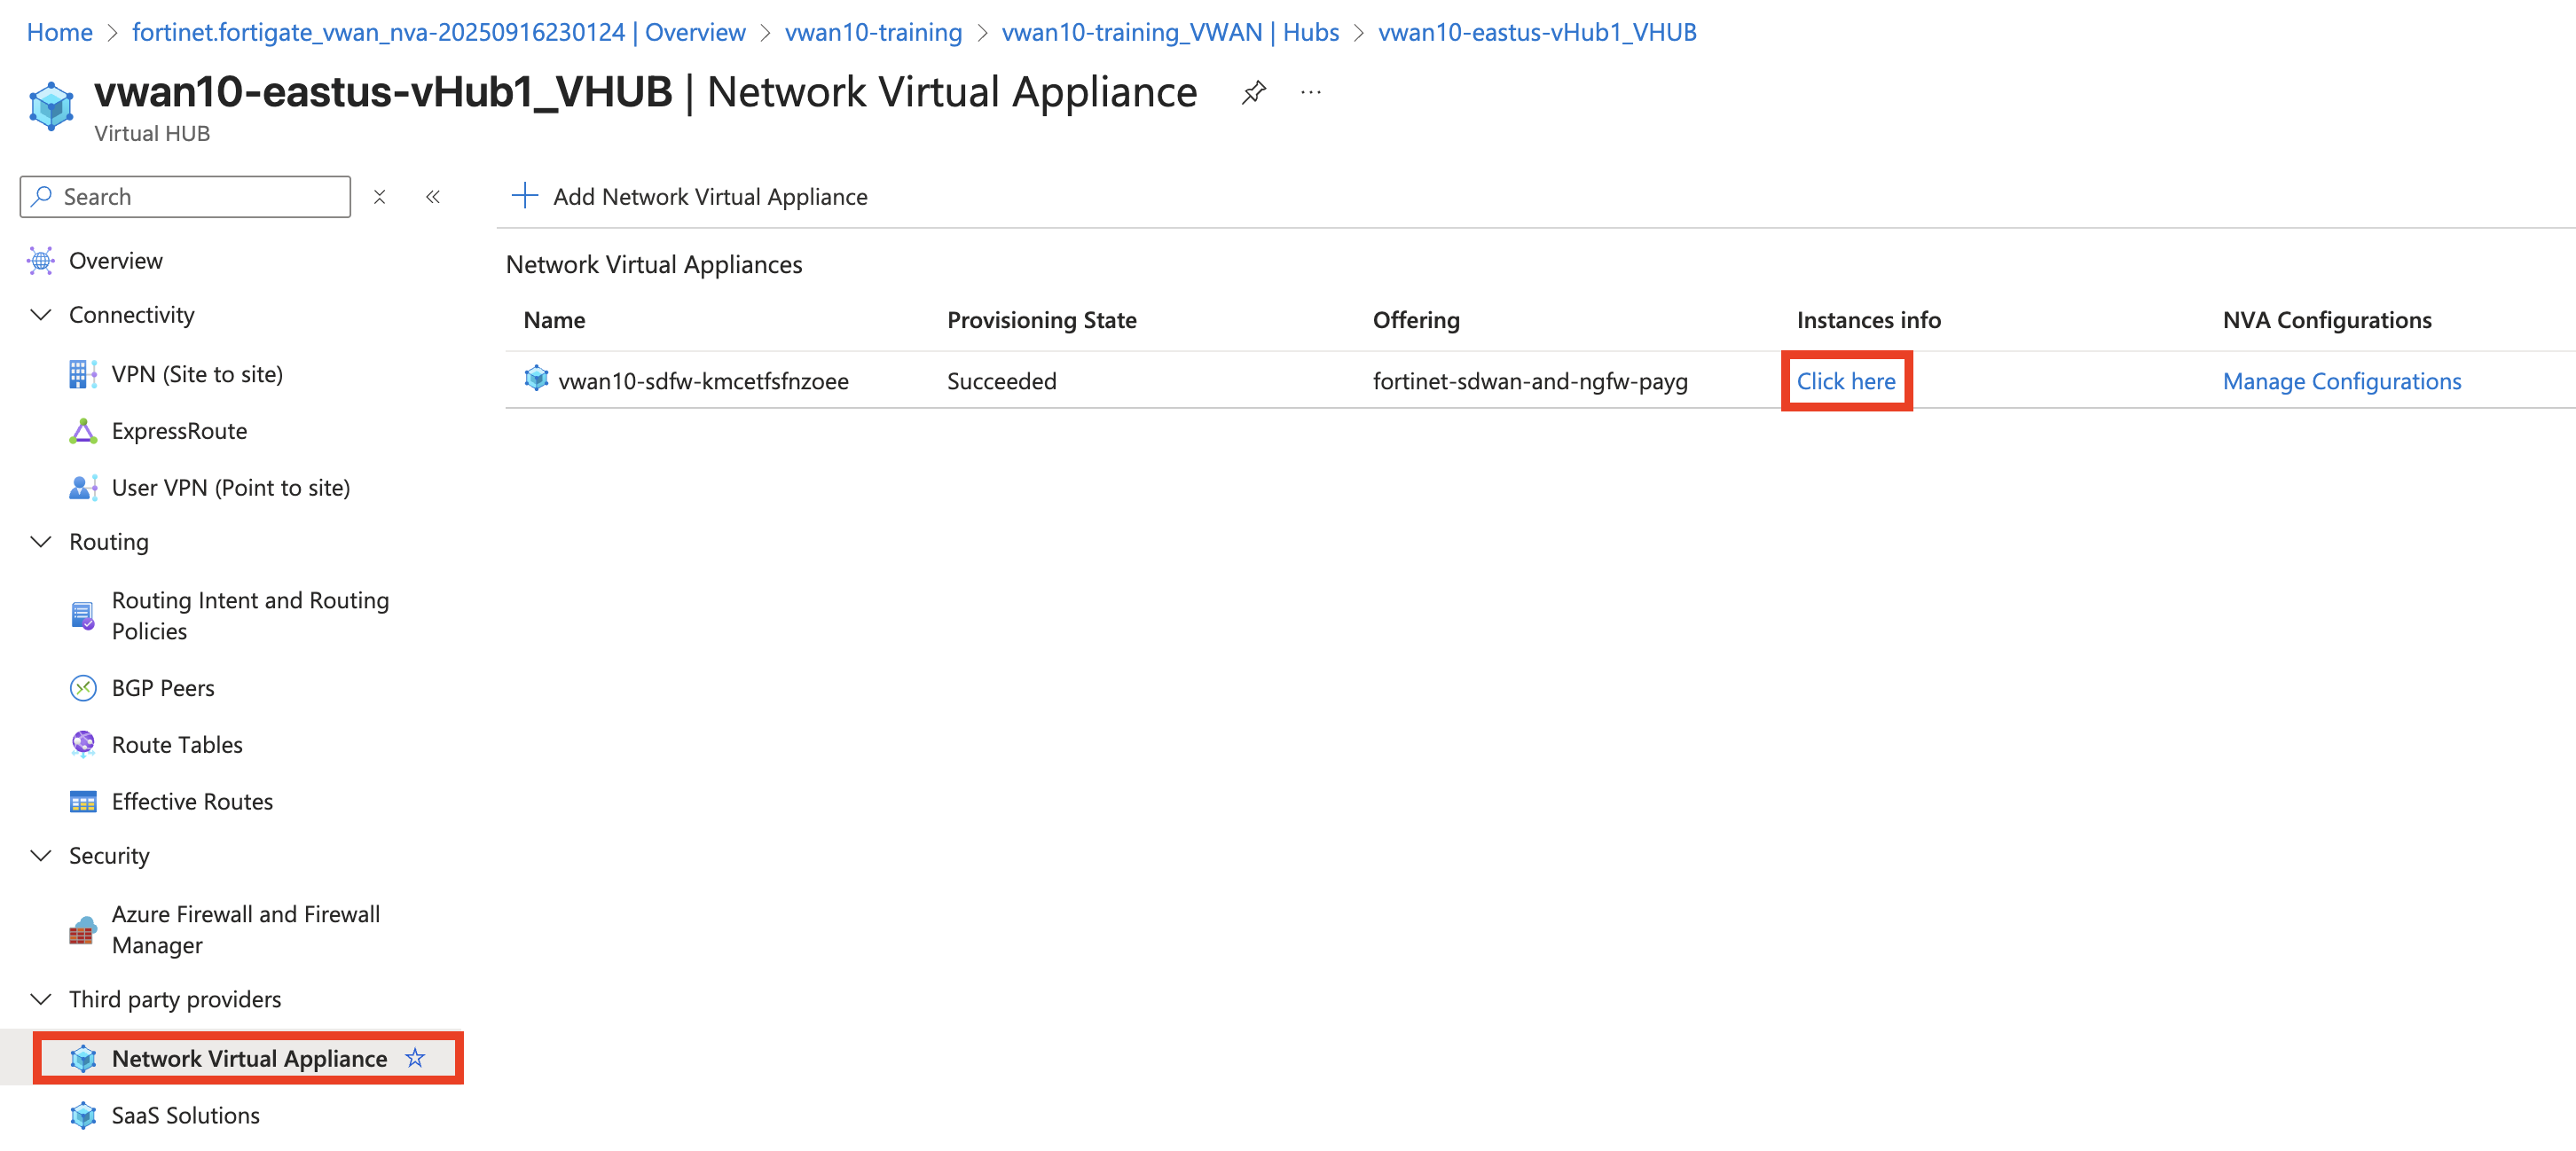 Home > fortinet.fortigate_vwan_nva-20250916230124 | Overview > vwan10-training > vwan10-training_VWAN | Hubs > vwan10-eastus-vHub1_VHUB
vwan10-eastus-vHub1_VHUB | Network Virtual Appliance ...
Virtual HUB
Search
Add Network Virtual Appliance
Overview
Connectivity
VPN (Site to site)
ExpressRoute
User VPN (Point to site)
Routing
Routing Intent and Routing
Policies
BGP Peers
Route Tables
Effective Routes
Security
Azure Firewall and Firewall
Manager
Third party providers
Network Virtual Appliance
SaaS Solutions
Network Virtual Appliances
Name Provisioning State Offering Instances info NVA Configurations
vwan10-sdfw-kmcetfsfnzoee Succeeded fortinet-sdwan-and-ngfw-payg Click here Manage Configurations